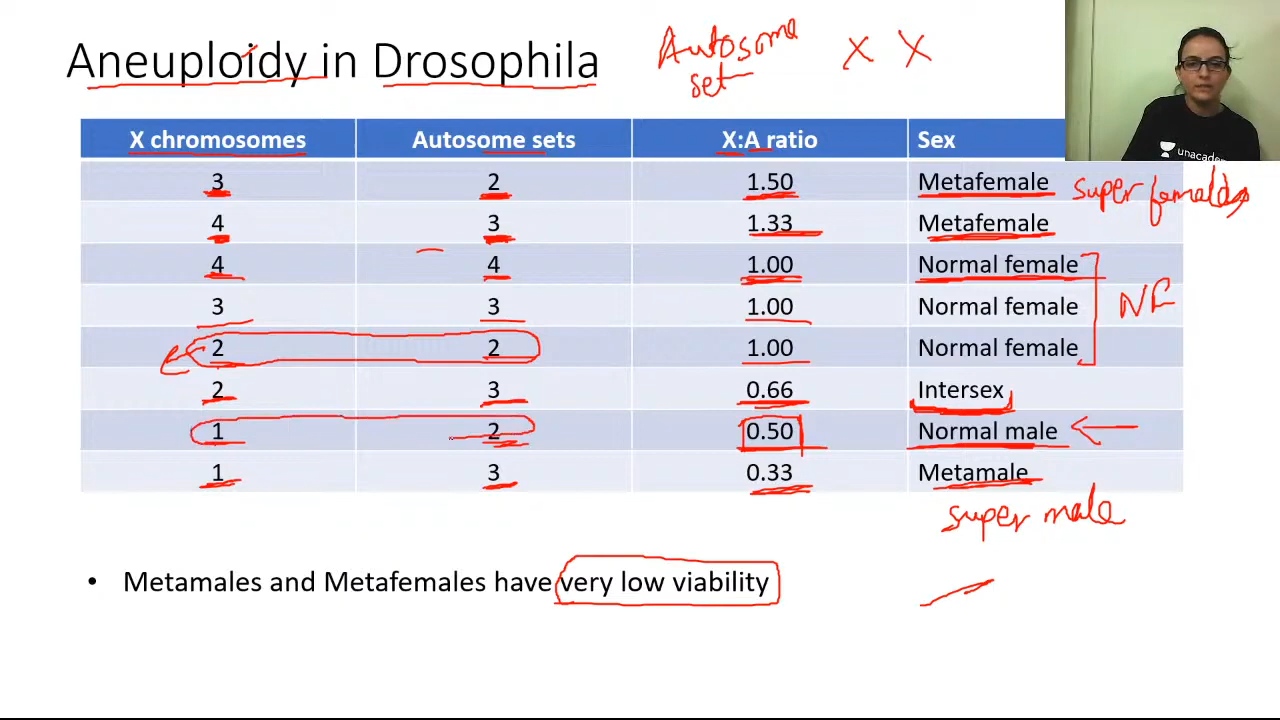 Aneuploidy in Drosophila
Autosome
set
X X
unacade
X chromosomes Autosome sets X:A ratio Sex
3 2 1.50 Metafemale super females
4 3 1.33 Metafemale
4 4 1.00 Normal female
3 3 1.00 Normal female NF
2 2 1.00 Normal female
2 3 0.66 Intersex
1 2 0.50 Normal male
1 3 0.33 Metamale
super male
• Metamales and Metafemales have very low viability